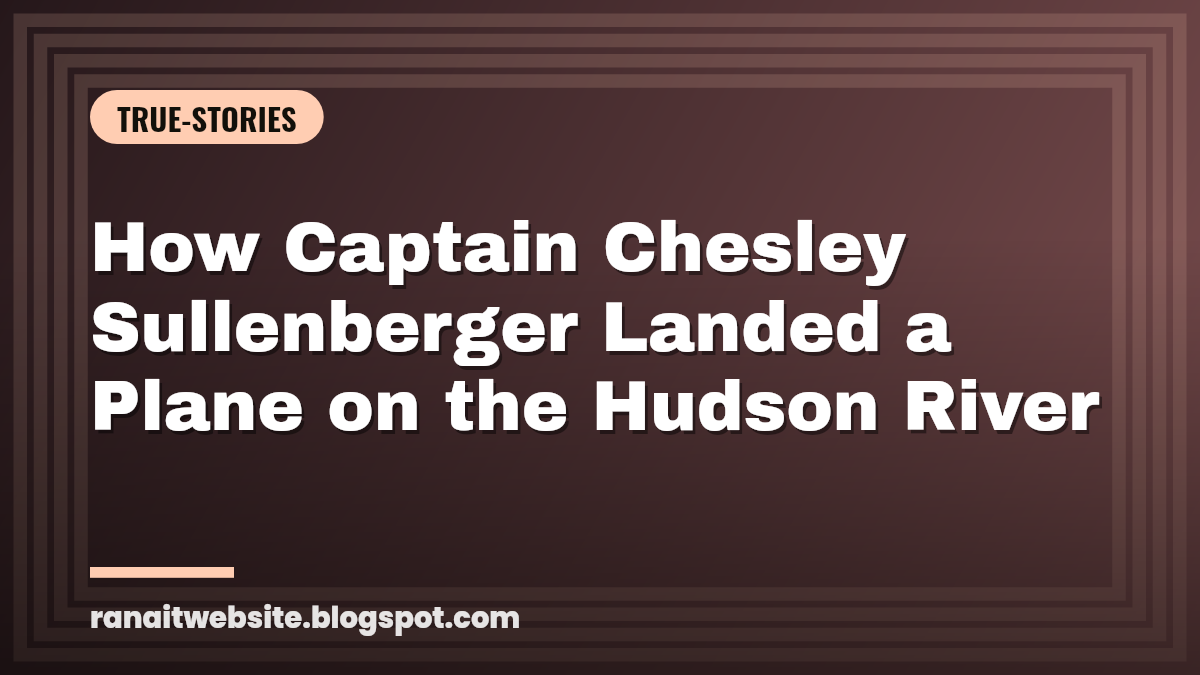 TRUE-STORIES
How Captain Chesley
Sullenberger Landed a
Plane on the Hudson River
ranaitwebsite.blogspot.com